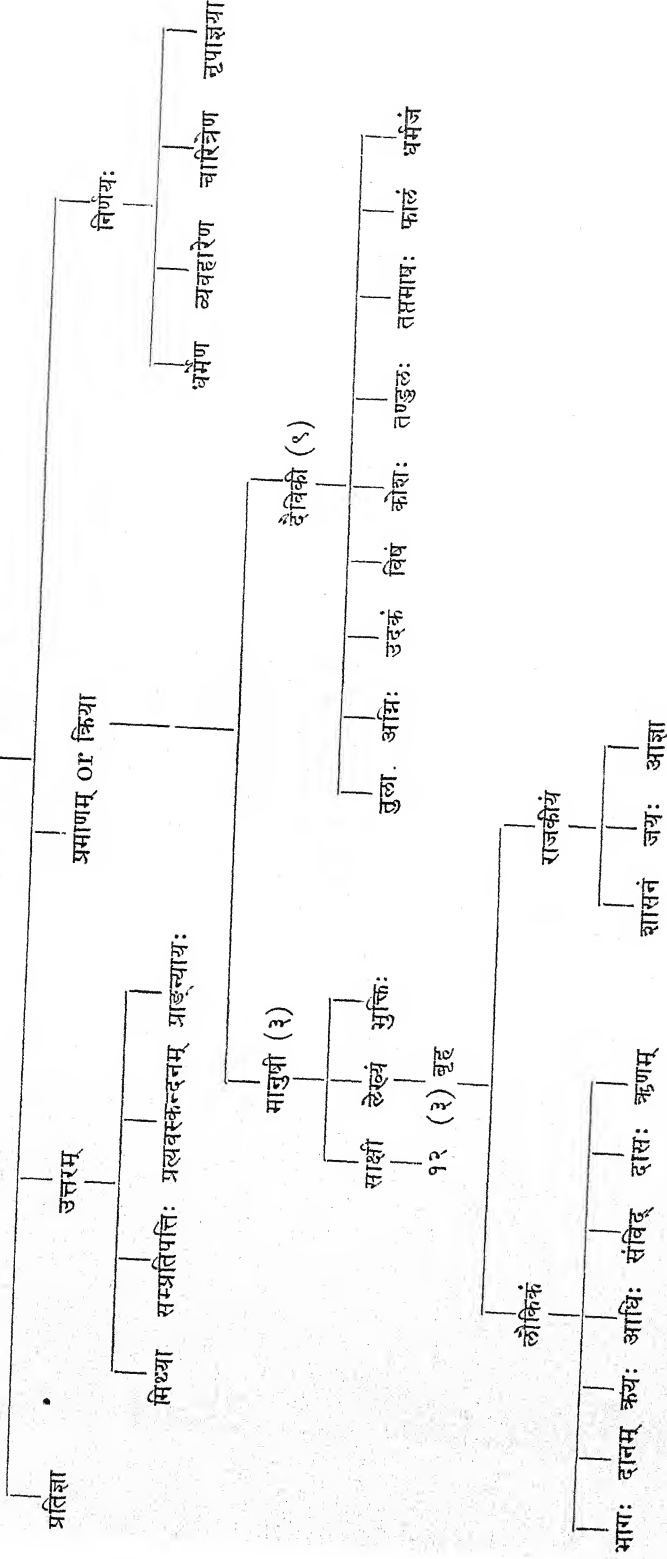 प्रतिज्ञा उत्तरम् प्रमाणम् or क्रिया निर्णयः
मिथ्या सम्प्रतिपत्तिः प्रत्यवस्कन्दनम् प्राङ्न्यायः
धर्मेण व्यवहारेण चारित्रेण नृपाज्ञया
मानुषी (३) दैविकी (९)
साक्षी लेख्यं भुक्तिः
तुला अग्निः उदकं विषं कोशः तण्डुलः तप्तमाषः फालं धर्मजं
१२ (३) बृह
लौकिकं राजकीयं
भागः दानम् क्रयः आधिः संविद् दासः ऋणम्
शासनं जयः आज्ञा